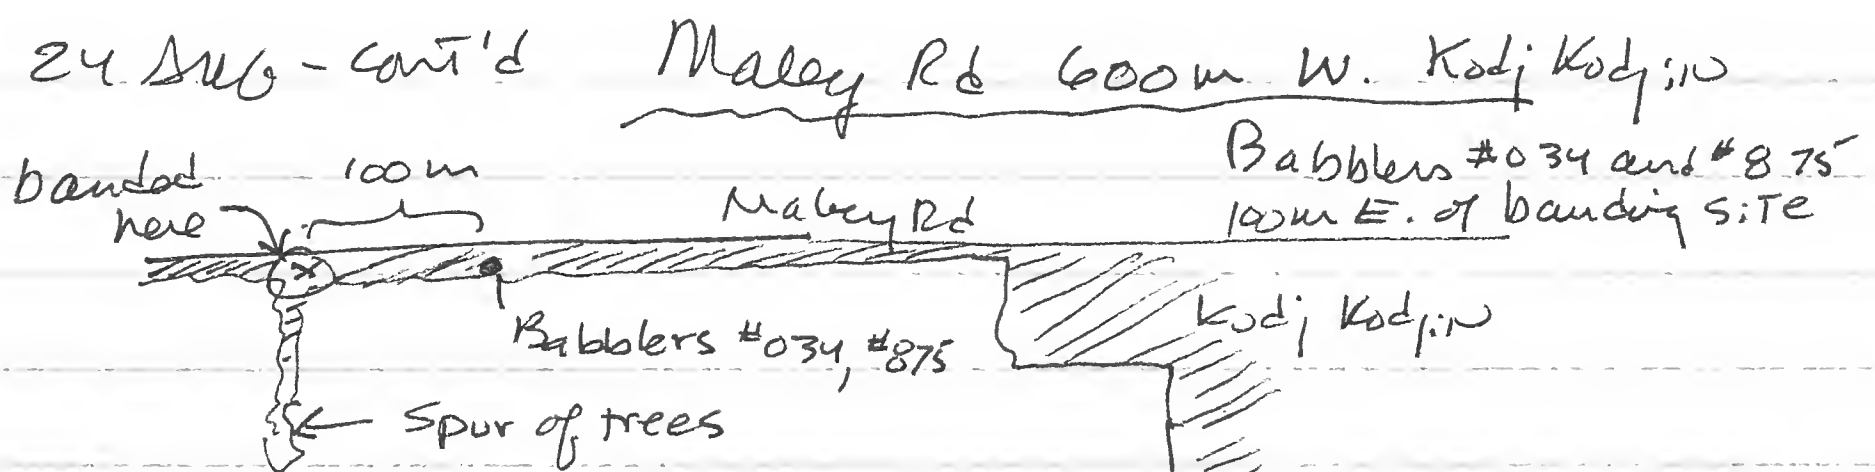 24 AUG - cont'd Maley Rd 600m W. Kodj Kodjin
banded here
100m
Maley Rd
Babblers #034 and #875
100m E. of banding site
Babblers #034, #875
Kodj Kodjin
Spur of trees